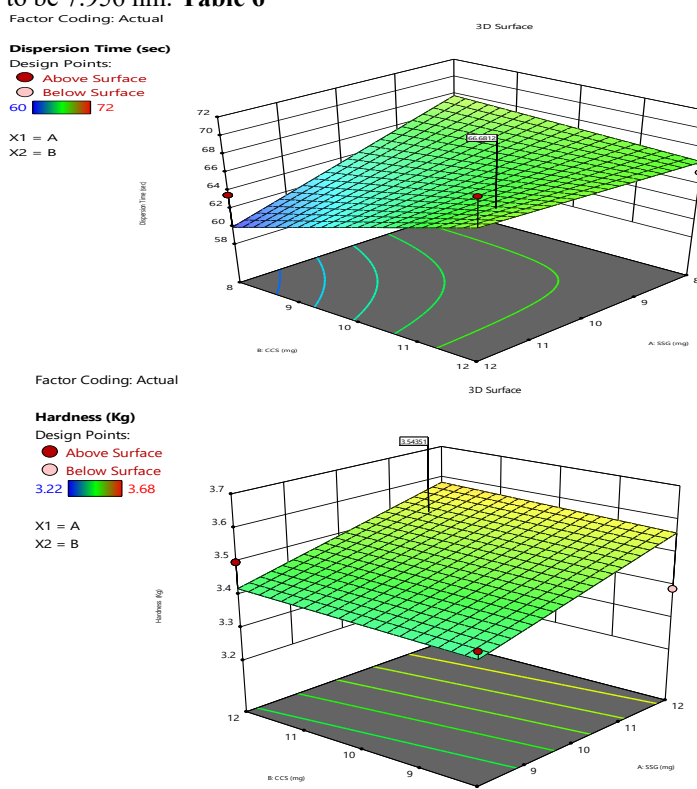 to be 7.956 nm. Table 6
Factor Coding: Actual
3D Surface
Dispersion Time (sec)
Design Points:
Above Surface
Below Surface
60 72
X1 = A
X2 = B
72
70
68
66
64
62
60
58
Dispersion Time (sec)
66.6812
8
9
10
11
12
B: CCS (mg)
12
11
10
9
8
A: SSG (mg)
Factor Coding: Actual
3D Surface
Hardness (Kg)
Design Points:
Above Surface
Below Surface
3.22 3.68
X1 = A
X2 = B
3.7
3.6
3.5
3.4
3.3
3.2
Hardness (Kg)
3.54351
12
11
10
9
B: CCS (mg)
9
10
11
12
A: SSG (mg)